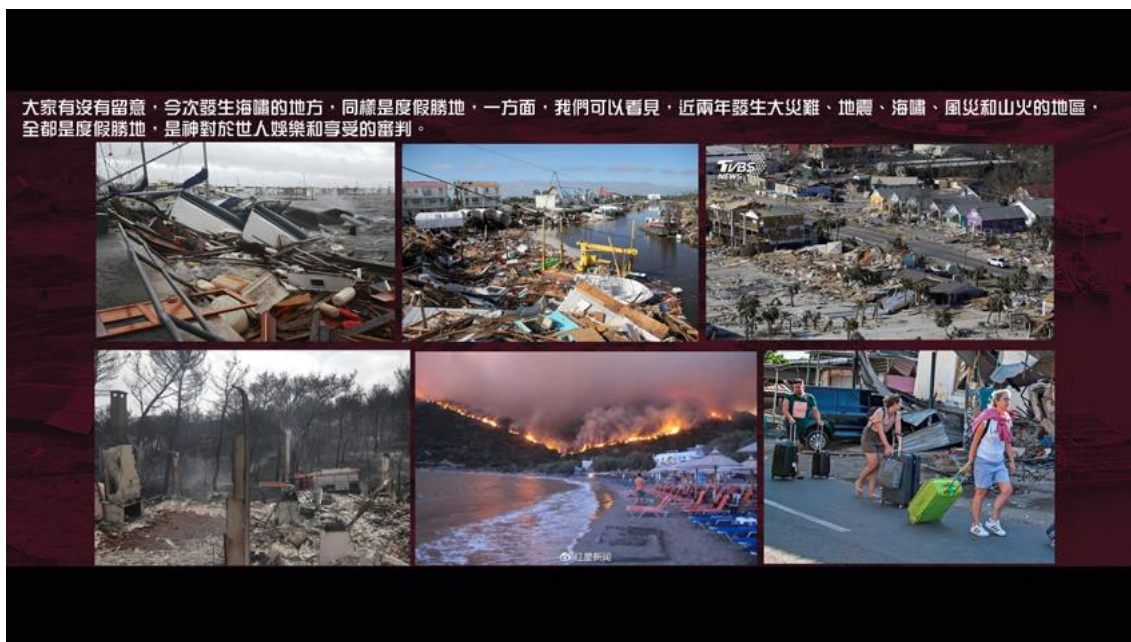 大家有沒有留意，今次發生海嘯的地方，同樣是度假勝地，一方面，我們可以看見，近兩年發生大災難、地震、海嘯、風災和山火的地區，
全都是度假勝地，是神對於世人娛樂和享受的審判。
TVBS
NEWS
红星新闻